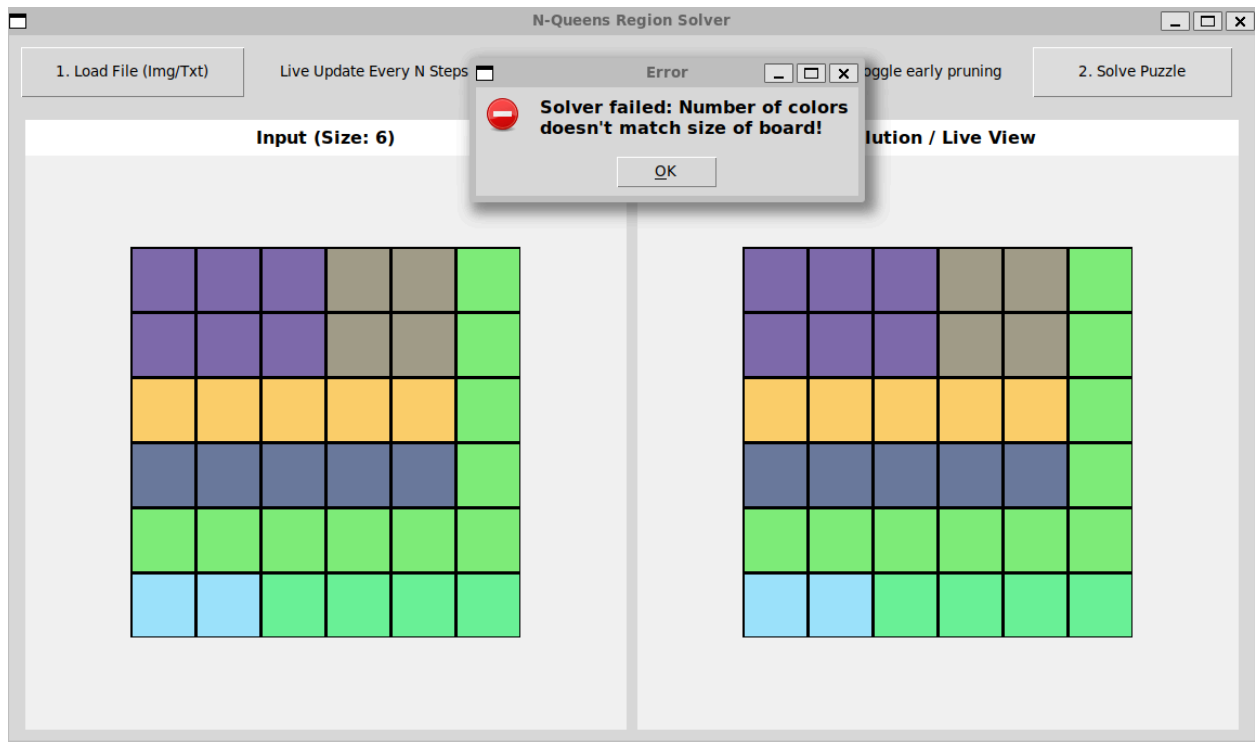 N-Queens Region Solver
1. Load File (Img/Txt)
Live Update Every N Steps
oggle early pruning
2. Solve Puzzle
Error
Solver failed: Number of colors
doesn't match size of board!
OK
Input (Size: 6)
lution / Live View